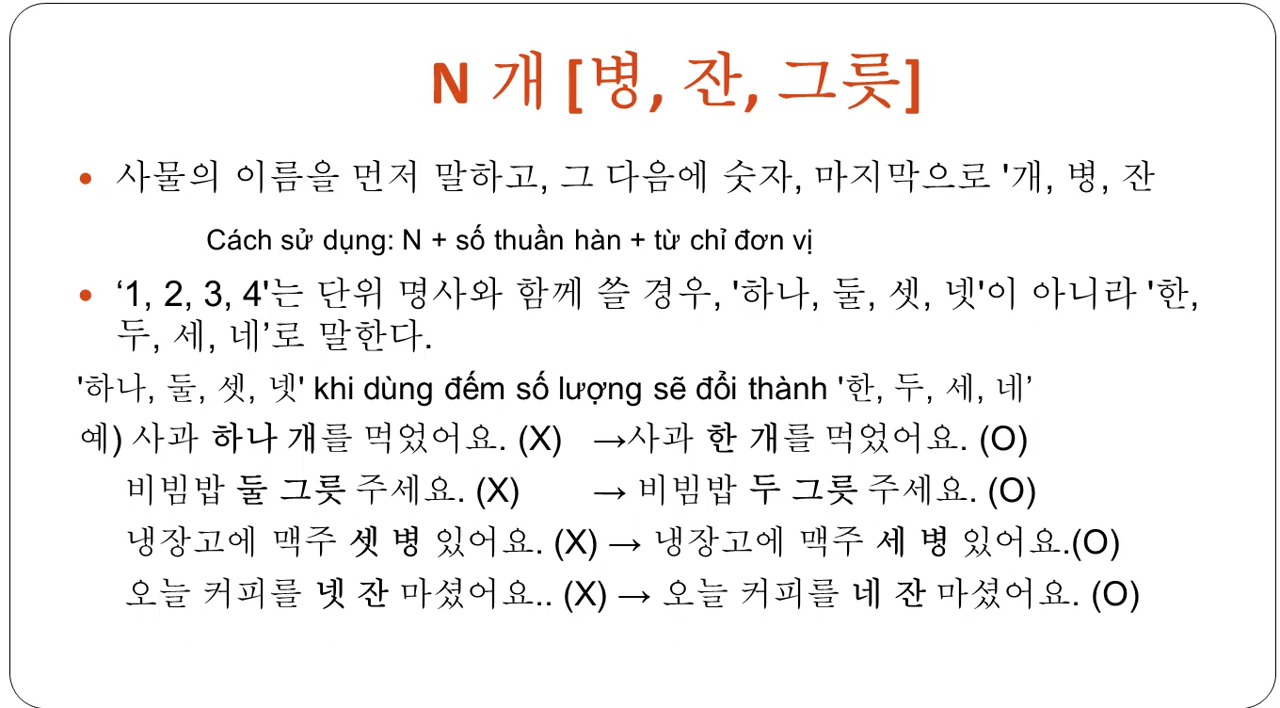 N 개 [병, 잔, 그릇]
• 사물의 이름을 먼저 말하고, 그 다음에 숫자, 마지막으로 '개, 병, 잔
Cách sử dụng: N + số thuần hàn + từ chỉ đơn vị
• ‘1, 2, 3, 4'는 단위 명사와 함께 쓸 경우, '하나, 둘, 셋, 넷'이 아니라 '한,
두, 세, 네’로 말한다.
'하나, 둘, 셋, 넷' khi dùng đếm số lượng sẽ đổi thành '한, 두, 세, 네’
예) 사과 하나 개를 먹었어요. (X) →사과 한 개를 먹었어요. (O)
비빔밥 둘 그릇 주세요. (X) → 비빔밥 두 그릇 주세요. (O)
냉장고에 맥주 셋 병 있어요. (X) → 냉장고에 맥주 세 병 있어요.(O)
오늘 커피를 넷 잔 마셨어요.. (X) → 오늘 커피를 네 잔 마셨어요. (O)